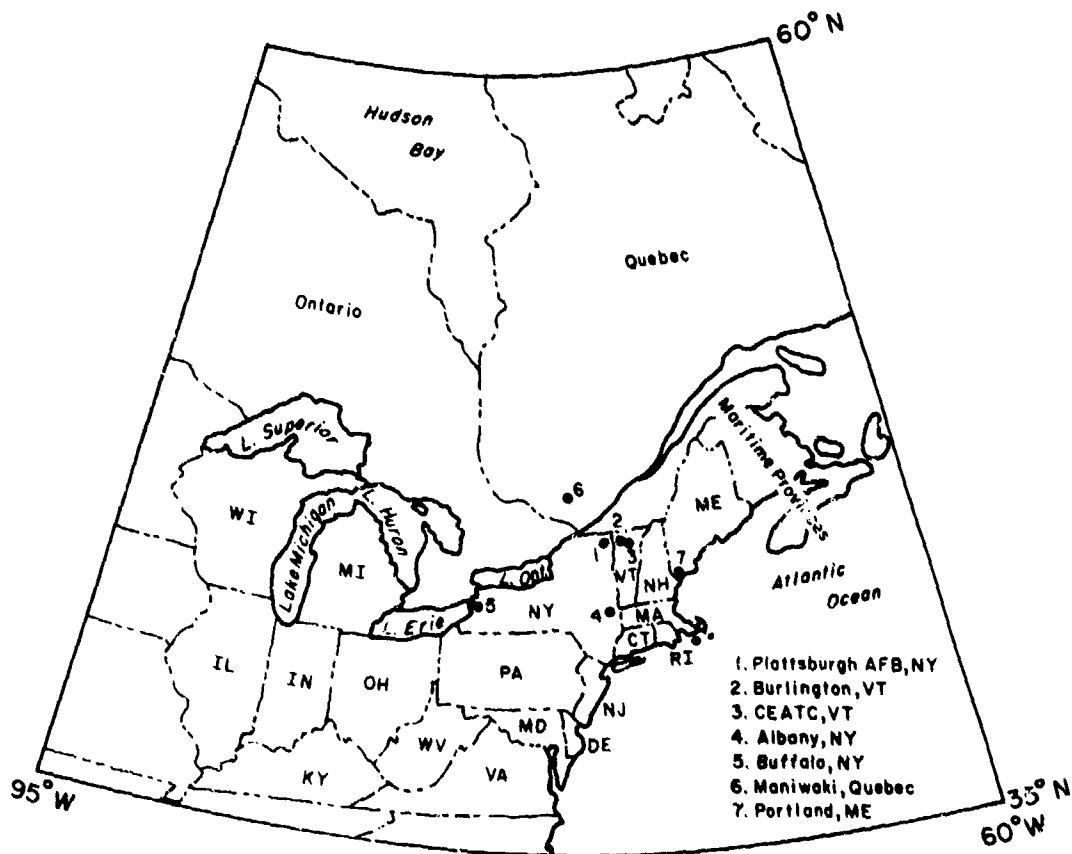 60° N
Hudson
Bay
Quebec
Ontario
L. Superior
Maritime Provinces
6
WI
Lake Michigan
L. Huron
ME
2
1
3
7
MI
VT
NH
L. Ont.
Atlantic
Ocean
5
NY
4
MA
L. Erie
CT
RI
IL
IN
OH
PA
NJ
MD
DE
WV
KY
VA
1. Plattsburgh AFB, NY
2. Burlington, VT
3. CEATC, VT
4. Albany, NY
5. Buffalo, NY
6. Maniwaki, Quebec
7. Portland, ME
95° W
35° N
60° W